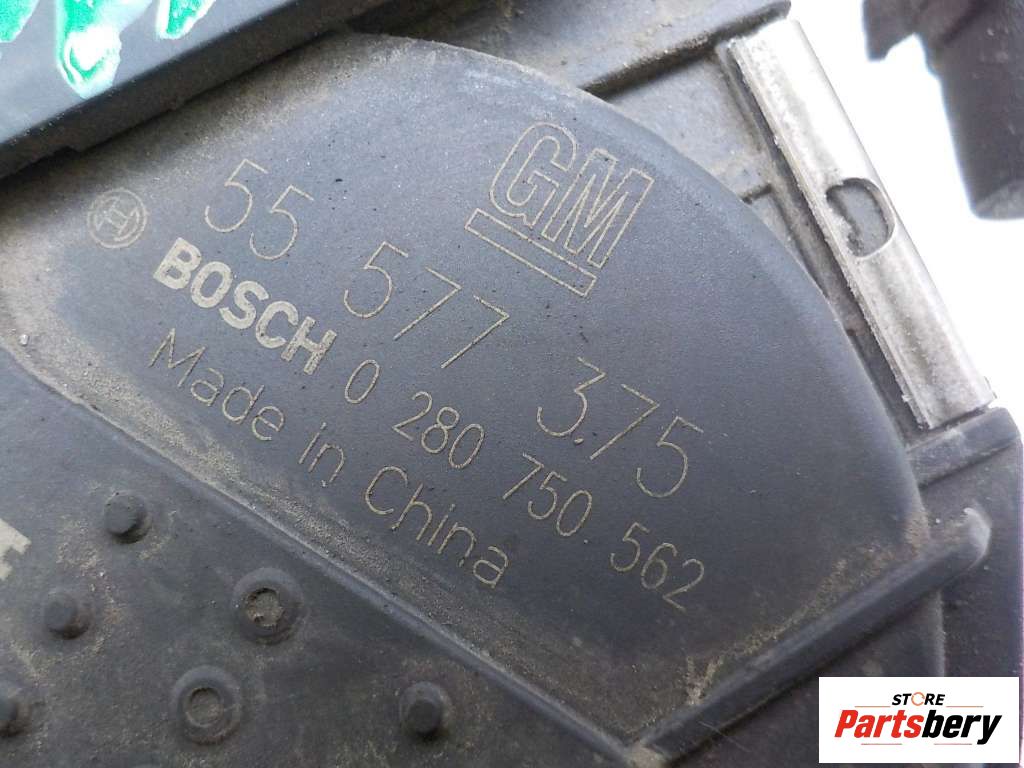 GM
55 577 375
BOSCH 0 280 750 562
Made in China
STORE
Partsbery